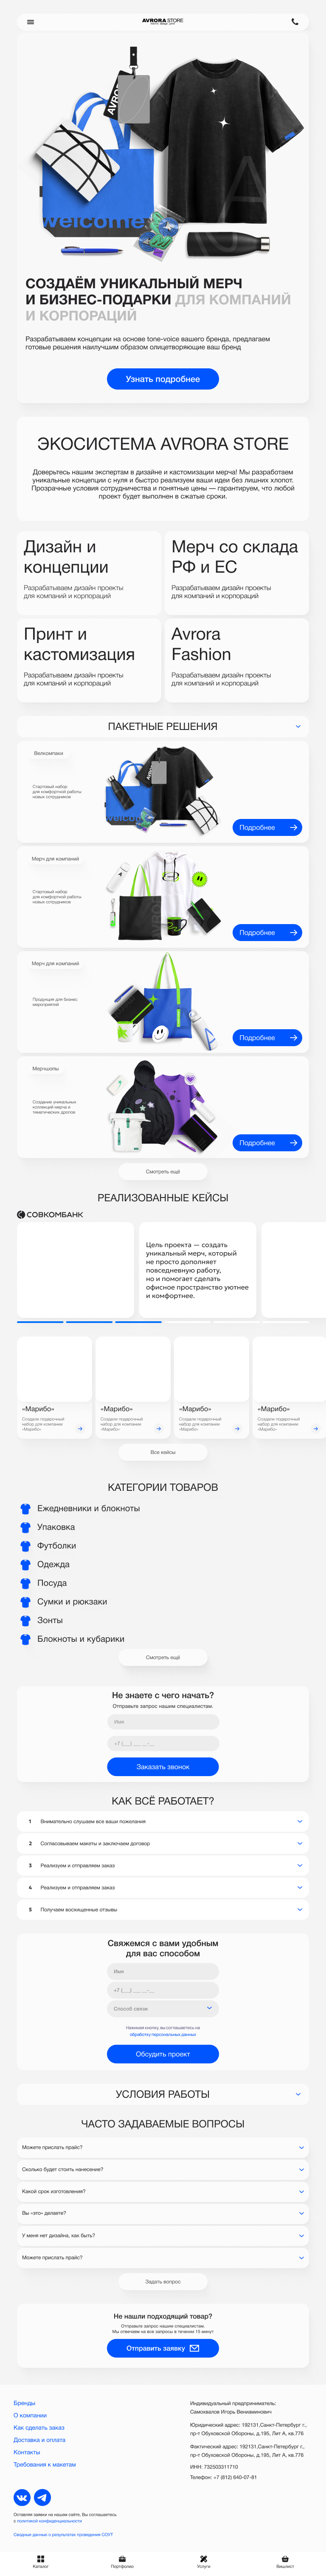 AVRORA STORE
AVRORA
welcome
СОЗДАЁМ УНИКАЛЬНЫЙ МЕРЧ
И БИЗНЕС-ПОДАРКИ ДЛЯ КОМПАНИЙ
И КОРПОРАЦИЙ
Разрабатываем концепции на основе tone-voice вашего бренда, предлагаем
готовые решения наилучшим образом олицетворяющие ваш бренд
Узнать подробнее
ЭКОСИСТЕМА AVRORA STORE
Доверьтесь нашим экспертам в дизайне и кастомизации мерча! Мы разработаем
уникальные концепции с нуля и быстро реализуем ваши идеи без лишних хлопот.
Прозрачные условия сотрудничества и понятные цены — гарантируем, что любой
проект будет выполнен в сжатые сроки.
Дизайн и
концепции
Разрабатываем дизайн проекты
для компаний и корпораций
Мерч со склада
РФ и ЕС
Разрабатываем дизайн проекты
для компаний и корпораций
Принт и
кастомизация
Разрабатываем дизайн проекты
для компаний и корпораций
Avrora
Fashion
Разрабатываем дизайн проекты
для компаний и корпораций
ПАКЕТНЫЕ РЕШЕНИЯ
Велкомпаки
Стартовый набор
для комфортной работы
новых сотрудников
welcome
Подробнее
Мерч для компаний
Стартовый набор
для комфортной работы
новых сотрудников
AVRORA
Подробнее
Мерч для компаний
Продукция для бизнес
мероприятий
Подробнее
Мерчшопы
Создание уникальных
коллекций мерча и
тематических дропов
Подробнее
Смотреть ещё
РЕАЛИЗОВАННЫЕ КЕЙСЫ
СОВКОМБАНК
Цель проекта — создать
уникальный мерч, который
не просто дополняет
повседневную работу,
но и помогает сделать
офисное пространство уютнее
и комфортнее.
«Марибо»
Создали подарочный
набор для компании
«Марибо»
«Марибо»
Создали подарочный
набор для компании
«Марибо»
«Марибо»
Создали подарочный
набор для компании
«Марибо»
«Марибо»
Создали подарочный
набор для компании
«Марибо»
Все кейсы
КАТЕГОРИИ ТОВАРОВ
Ежедневники и блокноты
Упаковка
Футболки
Одежда
Посуда
Сумки и рюкзаки
Зонты
Блокноты и кубарики
Смотреть ещё
Не знаете с чего начать?
Отправьте запрос нашим специалистам.
Имя
+7 (___) ___ __-__
Заказать звонок
КАК ВСЁ РАБОТАЕТ?
1 Внимательно слушаем все ваши пожелания
2 Согласовываем макеты и заключаем договор
3 Реализуем и отправляем заказ
4 Реализуем и отправляем заказ
5 Получаем восхищенные отзывы
Свяжемся с вами удобным
для вас способом
Имя
+7 (___) ___ __-__
Способ связи
Нажимая кнопку, вы соглашаетесь на
обработку персональных данных
Обсудить проект
УСЛОВИЯ РАБОТЫ
ЧАСТО ЗАДАВАЕМЫЕ ВОПРОСЫ
Можете прислать прайс?
Сколько будет стоить нанесение?
Какой срок изготовления?
Вы «это» делаете?
У меня нет дизайна, как быть?
Можете прислать прайс?
Задать вопрос
Не нашли подходящий товар?
Отправьте запрос нашим специалистам.
Мы отвечаем на все запросы в течении 15 минут
Отправить заявку
Бренды
О компании
Как сделать заказ
Доставка и оплата
Контакты
Требования к макетам
Индивидуальный предприниматель:
Самохвалов Игорь Вениаминович
Юридический адрес: 192131,Санкт-Петербург г.,
пр-т Обуховской Обороны, д.195, Лит А, кв.776
Фактический адрес: 192131,Санкт-Петербург г.,
пр-т Обуховской Обороны, д.195, Лит А, кв.776
ИНН: 732503311710
Телефон: +7 (812) 640-07-81
Оставляя заявки на нашем сайте, Вы соглашаетесь
с политикой конфиденциальности
Сводные данные о результатах проведения СОУТ
Каталог
Портфолио
Услуги
Вишлист